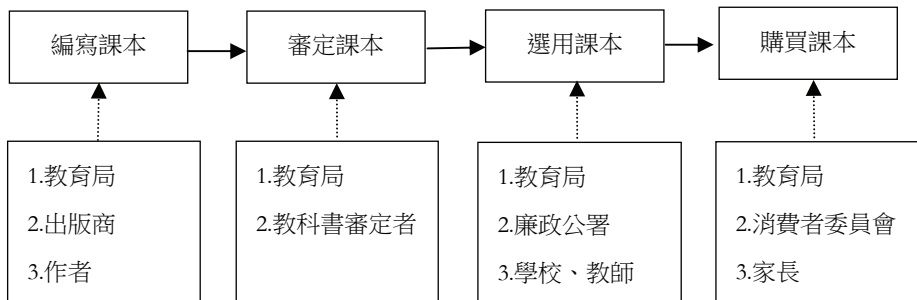 編寫課本
審定課本
選用課本
購買課本
1.教育局
2.出版商
3.作者
1.教育局
2.教科書審定者
1.教育局
2.廉政公署
3.學校、教師
1.教育局
2.消費者委員會
3.家長